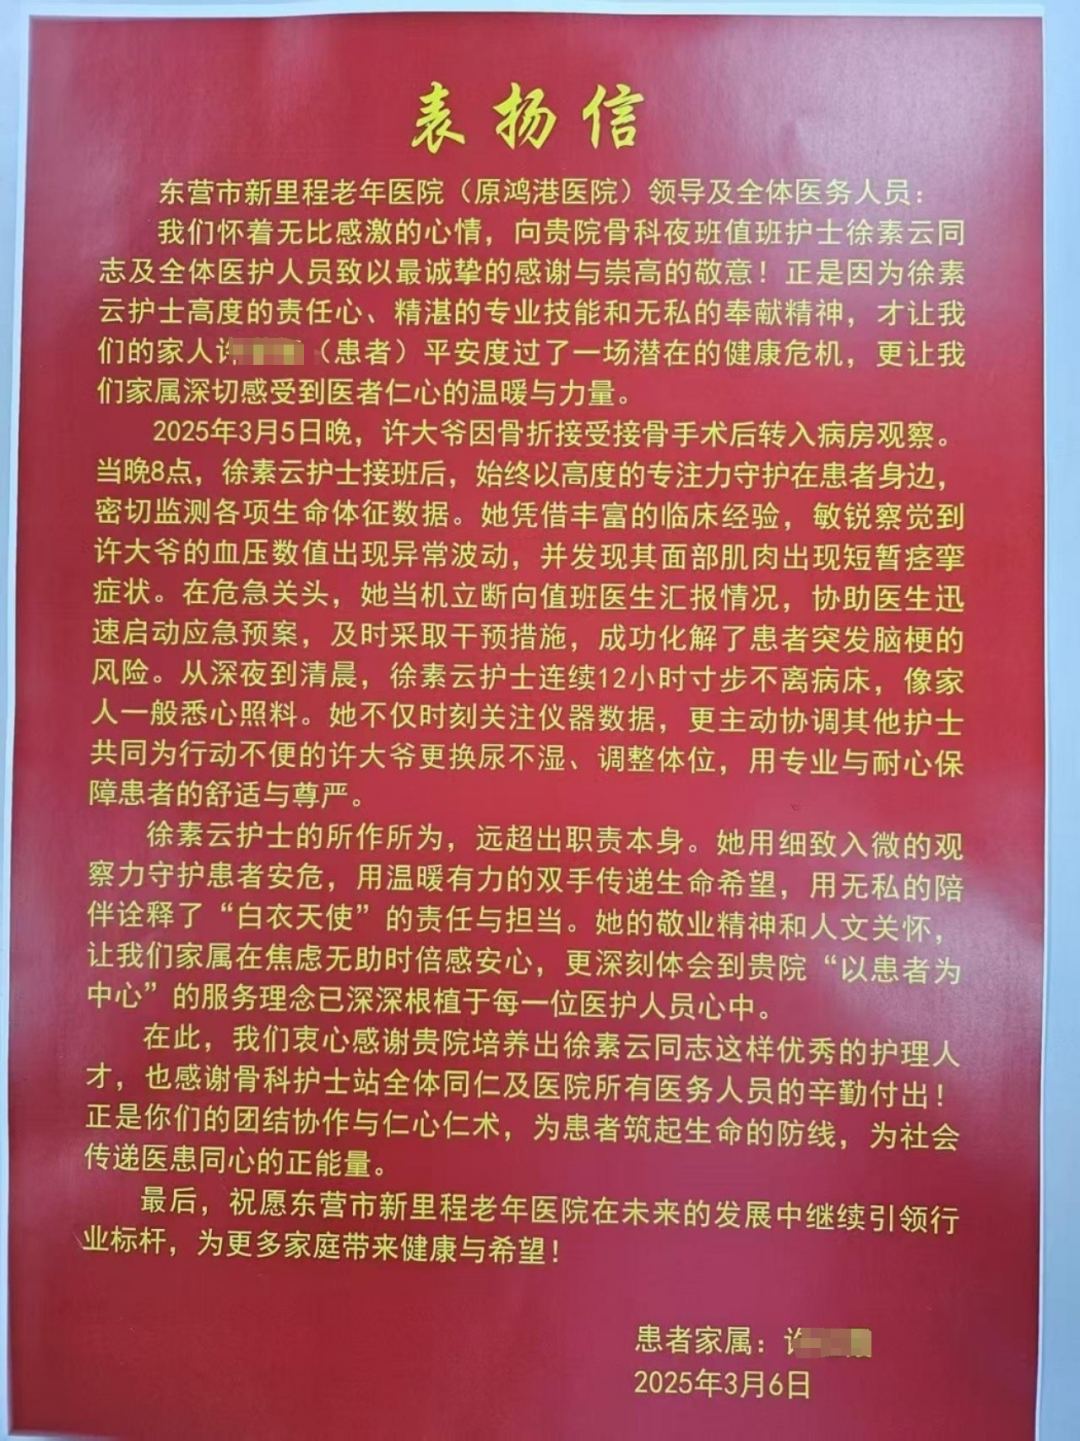 表扬信
东营市新里程老年医院（原鸿港医院）领导及全体医务人员：
我们怀着无比感激的心情，向贵院骨科夜班值班护士徐素云同
志及全体医护人员致以最诚挚的感谢与崇高的敬意！正是因为徐素
云护士高度的责任心、精湛的专业技能和无私的奉献精神，才让我
们的家人许（患者）平安度过了一场潜在的健康危机，更让我
们家属深切感受到医者仁心的温暖与力量。
2025年3月5日晚，许大爷因骨折接受接骨手术后转入病房观察。
当晚8点，徐素云护士接班后，始终以高度的专注力守护在患者身边，
密切监测各项生命体征数据。她凭借丰富的临床经验，敏锐察觉到
许大爷的血压数值出现异常波动，并发现其面部肌肉出现短暂痉挛
症状。在危急关头，她当机立断向值班医生汇报情况，协助医生迅
速启动应急预案，及时采取干预措施，成功化解了患者突发脑梗的
风险。从深夜到清晨，徐素云护士连续12小时寸步不离病床，像家
人一般悉心照料。她不仅时刻关注仪器数据，更主动协调其他护士
共同为行动不便的许大爷更换尿不湿、调整体位，用专业与耐心保
障患者的舒适与尊严。
徐素云护士的所作所为，远超出职责本身。她用细致入微的观
察力守护患者安危，用温暖有力的双手传递生命希望，用无私的陪
伴诠释了“白衣天使”的责任与担当。她的敬业精神和人文关怀，
让我们家属在焦虑无助时倍感安心，更深刻体会到贵院“以患者为
中心”的服务理念已深深根植于每一位医护人员心中。
在此，我们衷心感谢贵院培养出徐素云同志这样优秀的护理人
才，也感谢骨科护士站全体同仁及医院所有医务人员的辛勤付出！
正是你们的团结协作与仁心仁术，为患者筑起生命的防线，为社会
传递医患同心的正能量。
最后，祝愿东营市新里程老年医院在未来的发展中继续引领行
业标杆，为更多家庭带来健康与希望！
患者家属：许
2025年3月6日